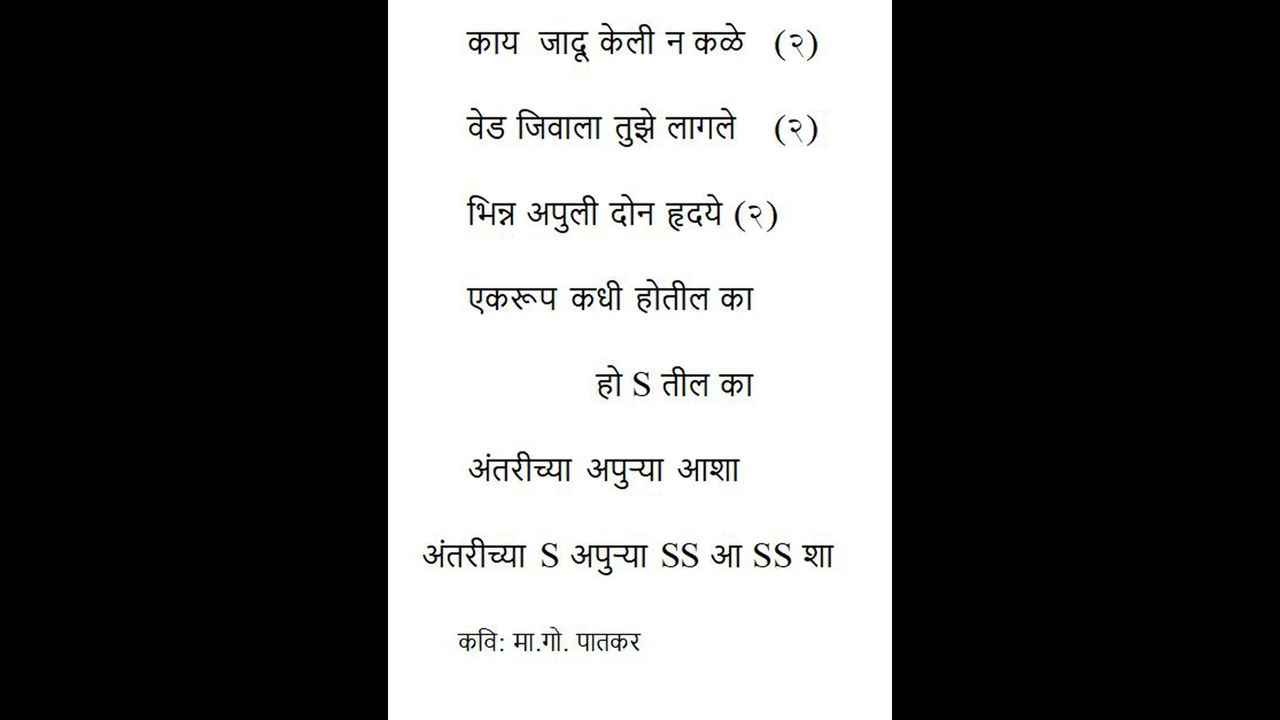 काय जादू केली न कळे (२)
वेड जिवाला तुझे लागले (२)
भिन्न अपुली दोन हृदये (२)
एकरूप कधी होतील का
हो S तील का
अंतरीच्या अपुऱ्या आशा
अंतरीच्या S अपुऱ्या SS आ SS शा
कवि: मा.गो. पातकर